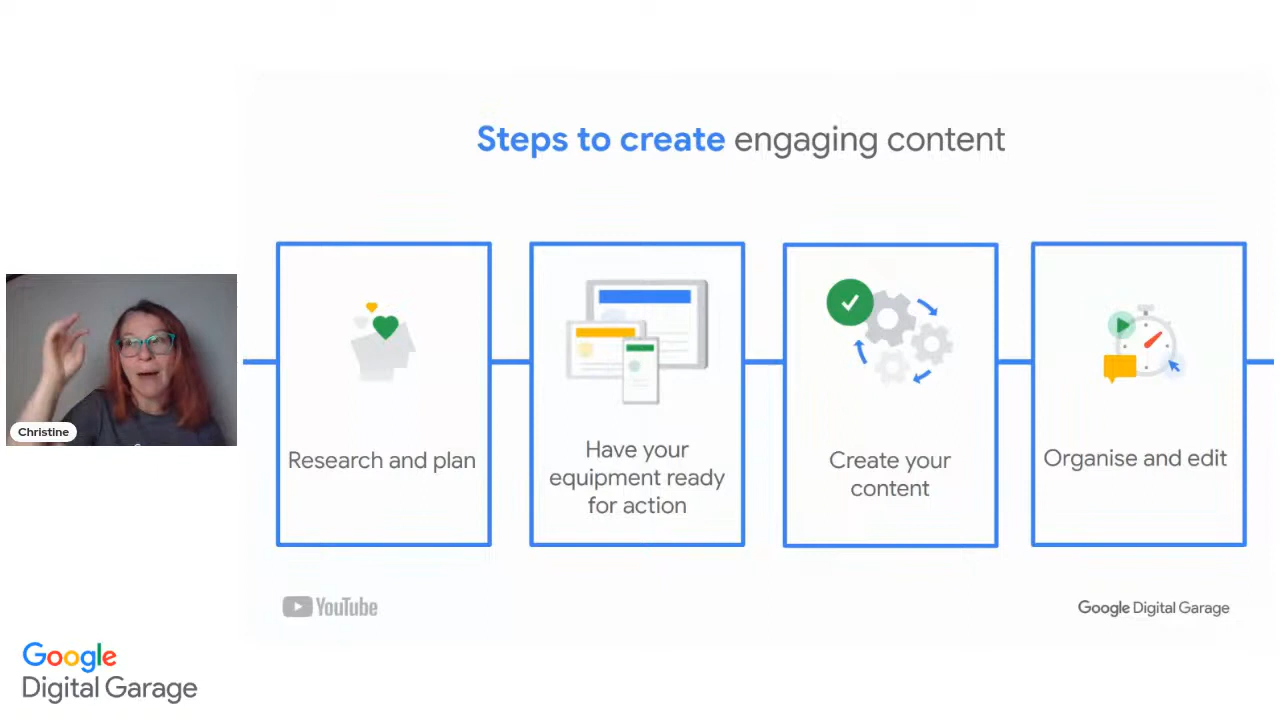 Steps to create engaging content
Christine
Research and plan
Have your
equipment ready
for action
Create your
content
Organise and edit
YouTube
Google Digital Garage
Google
Digital Garage